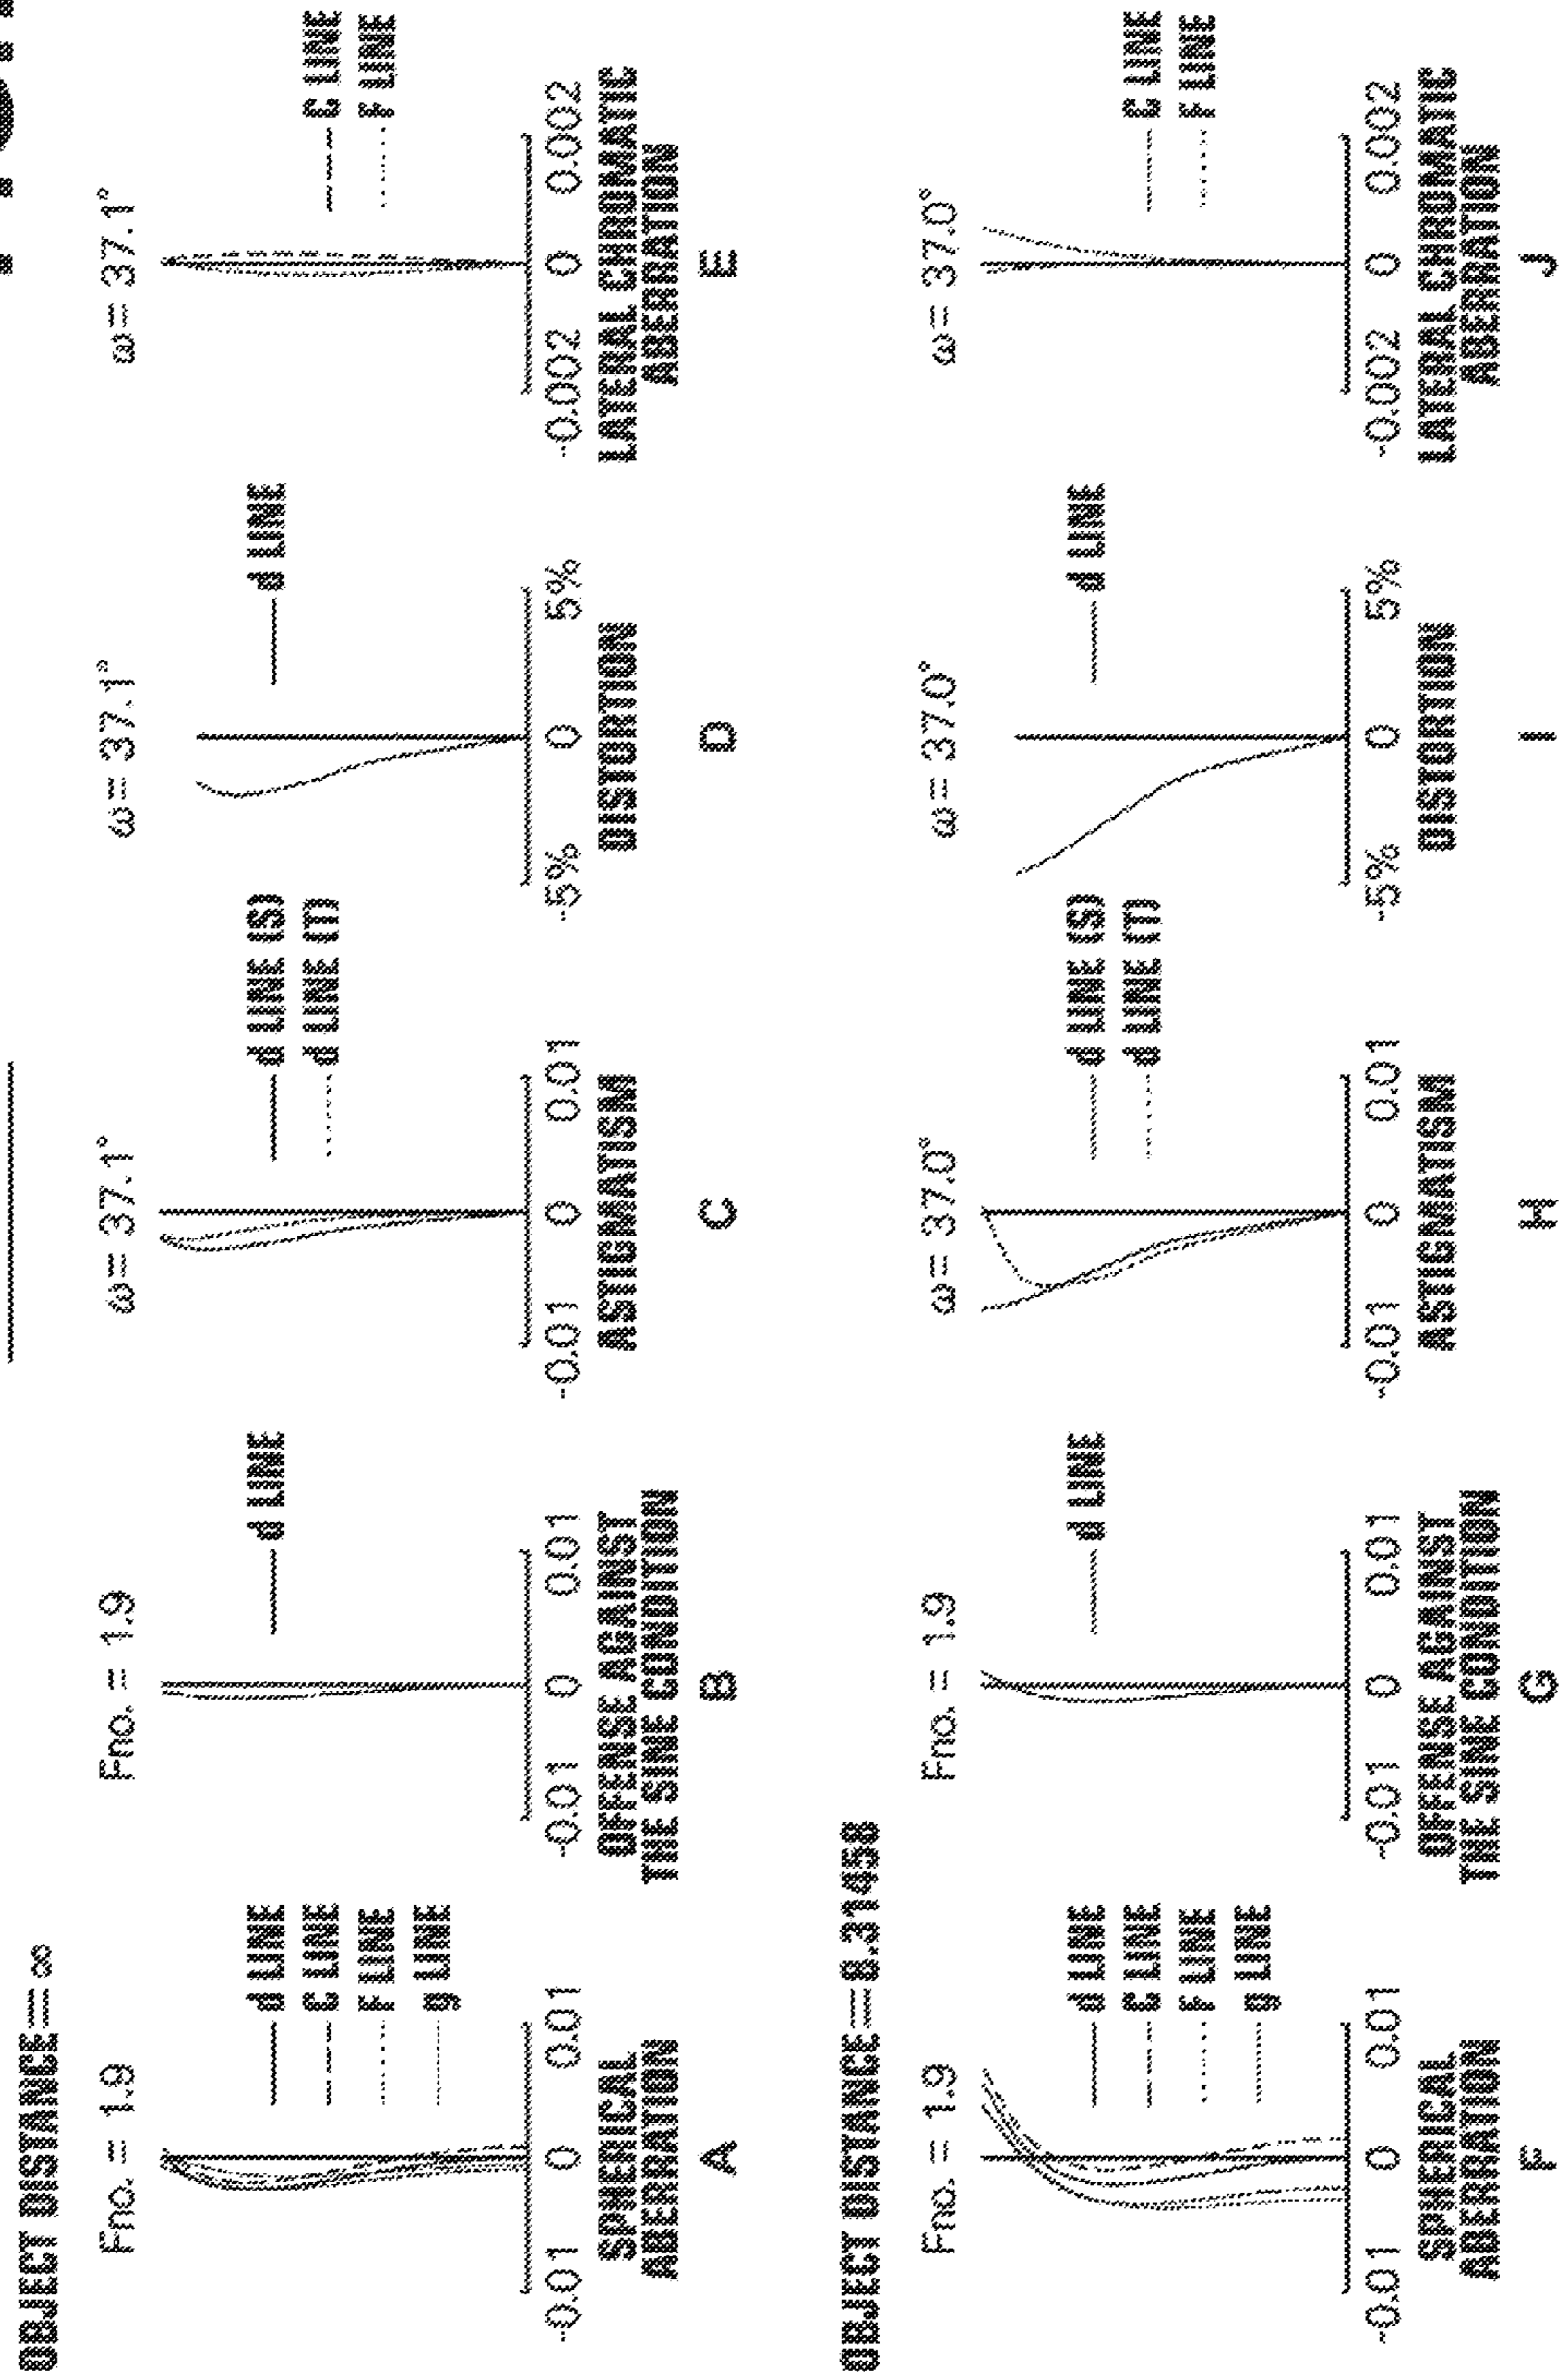 OBJECT DISTANCE=∞
Fno. = 1.9
d LINE
C LINE
F LINE
g LINE
-0.01 0 0.01
SPHERICAL
ABERRATION
A
Fno. = 1.9
d LINE
-0.01 0 0.01
OFFENSE AGAINST
THE SINE CONDITION
B
ω= 37.1°
d LINE (S)
d LINE (T)
-0.01 0 0.01
ASTIGMATISM
C
ω= 37.1°
d LINE
-5% 0 5%
DISTORTION
D
ω= 37.1°
C LINE
F LINE
-0.002 0 0.002
LATERAL CHROMATIC
ABERRATION
E
OBJECT DISTANCE=8.31458
Fno. = 1.9
d LINE
C LINE
F LINE
g LINE
-0.01 0 0.01
SPHERICAL
ABERRATION
F
Fno. = 1.9
d LINE
-0.01 0 0.01
OFFENSE AGAINST
THE SINE CONDITION
G
ω= 37.0°
d LINE (S)
d LINE (T)
-0.01 0 0.01
ASTIGMATISM
H
ω= 37.0°
d LINE
-5% 0 5%
DISTORTION
I
ω= 37.0°
C LINE
F LINE
-0.002 0 0.002
LATERAL CHROMATIC
ABERRATION
J